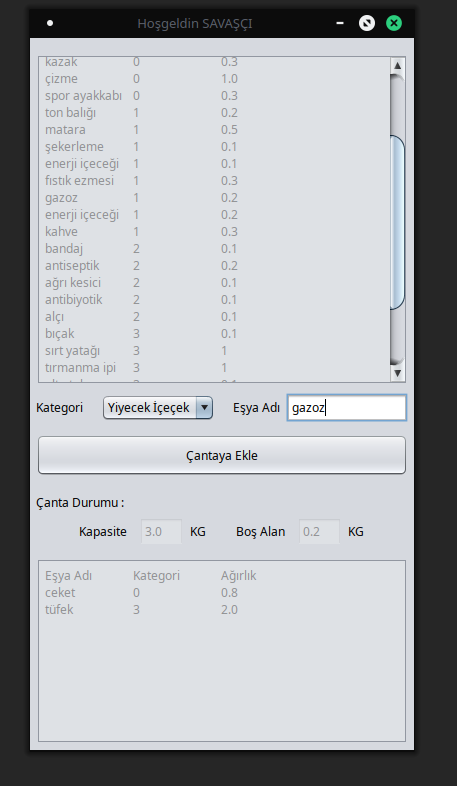 Hoşgeldin SAVAŞÇI
kazak 0 0.3
çizme 0 1.0
spor ayakkabı 0 0.3
ton balığı 1 0.2
matara 1 0.5
şekerleme 1 0.1
enerji içeceği 1 0.1
fıstık ezmesi 1 0.3
gazoz 1 0.2
enerji içeceği 1 0.2
kahve 1 0.3
bandaj 2 0.1
antiseptik 2 0.2
ağrı kesici 2 0.1
antibiyotik 2 0.1
alçı 2 0.1
bıçak 3 0.1
sırt yatağı 3 1
tırmanma ipi 3 1
Kategori Yiyecek İçeçek Eşya Adı gazoz
Çantaya Ekle
Çanta Durumu :
Kapasite 3.0 KG Boş Alan 0.2 KG
Eşya Adı Kategori Ağırlık
ceket 0 0.8
tüfek 3 2.0